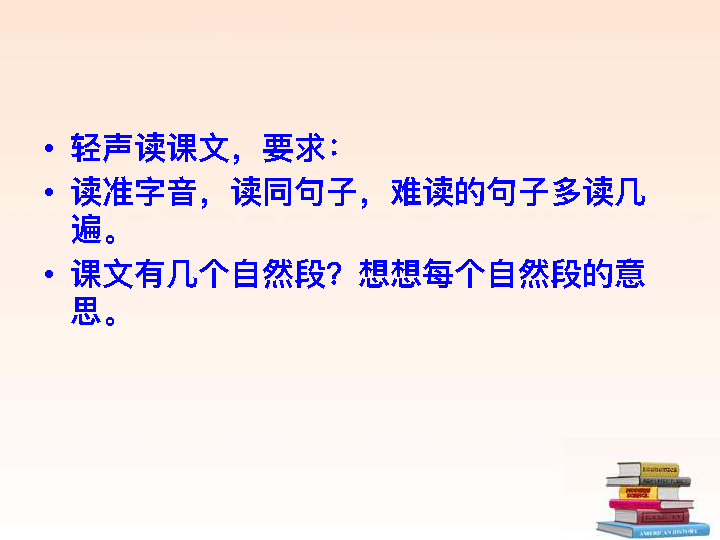 • 轻声读课文，要求：
• 读准字音，读同句子，难读的句子多读几
遍。
• 课文有几个自然段？想想每个自然段的意
思。
MODERN
SCIENCE
AMERICAN HISTORY